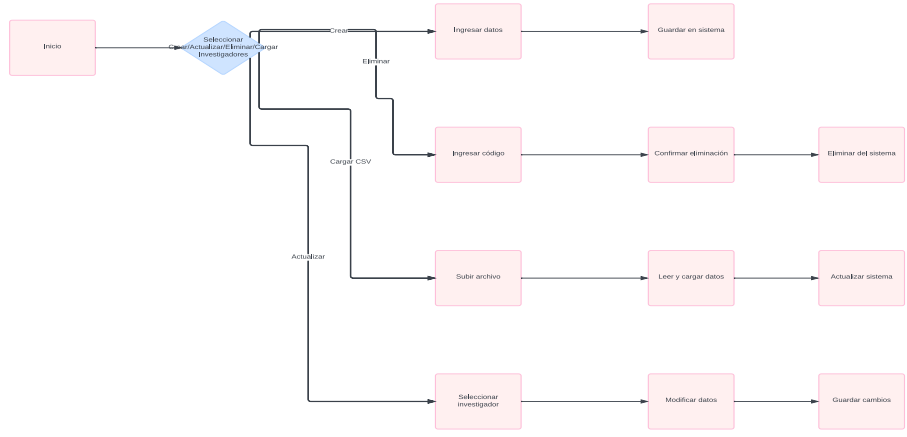 Inicio
Seleccionar
Crear/Actualizar/Eliminar/Cargar
Investigadores
Crear
Ingresar datos
Guardar en sistema
Eliminar
Ingresar código
Confirmar eliminación
Eliminar del sistema
Cargar CSV
Actualizar
Subir archivo
Leer y cargar datos
Actualizar sistema
Seleccionar
investigador
Modificar datos
Guardar cambios